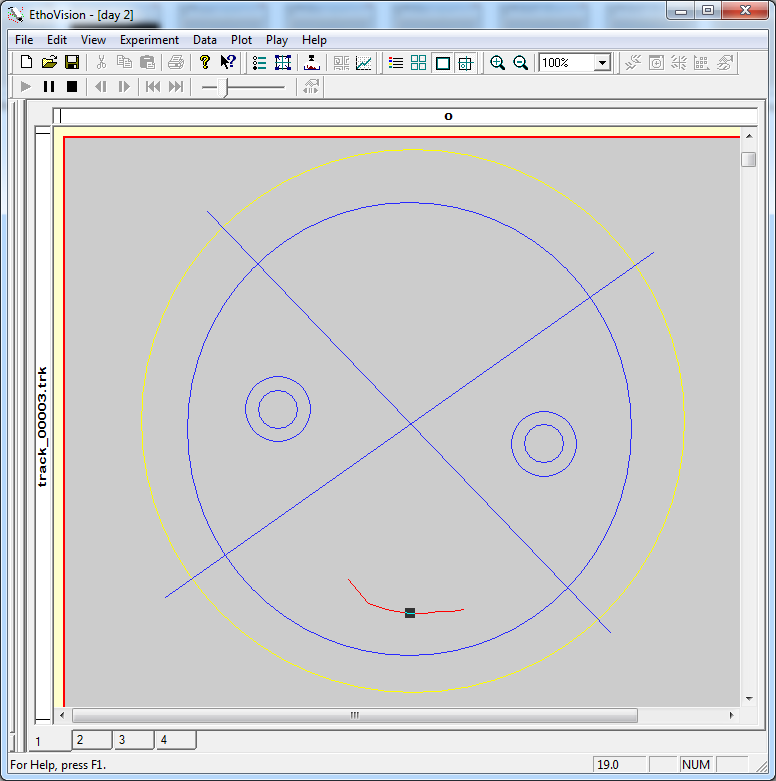 EthoVision - [day 2]
File Edit View Experiment Data Plot Play Help
100%
o
track_00003.trk
1 2 3 4
For Help, press F1. 19.0 NUM